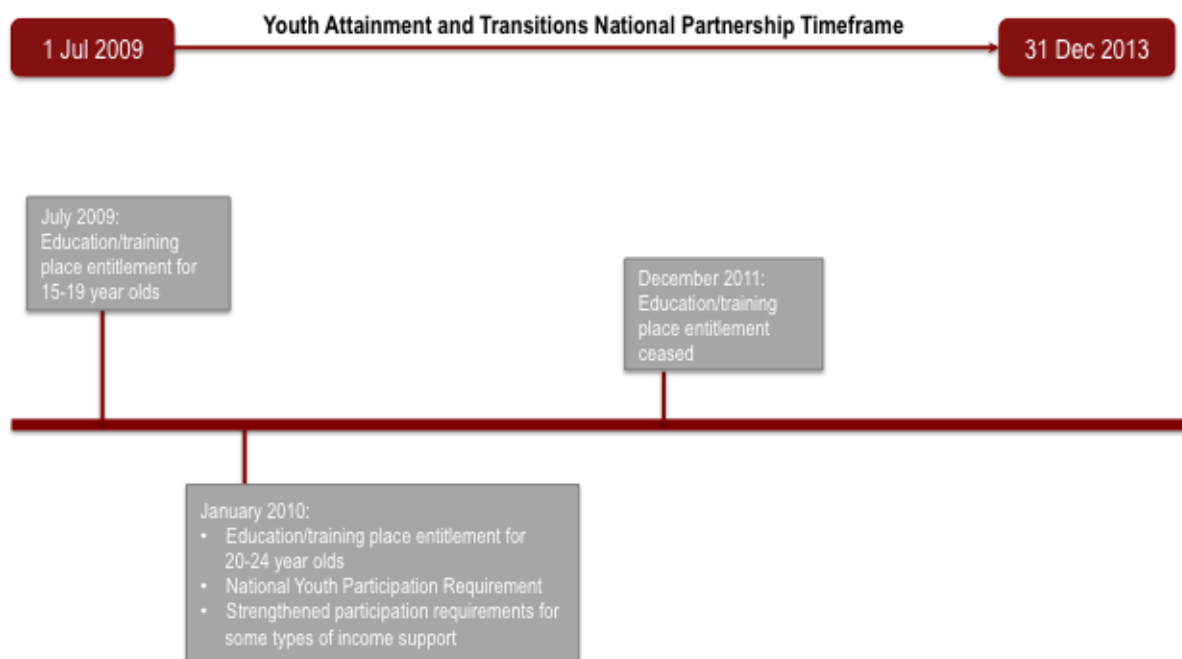 Youth Attainment and Transitions National Partnership Timeframe
1 Jul 2009
31 Dec 2013
July 2009:
Education/training
place entitlement for
15-19 year olds
December 2011:
Education/training
place entitlement
ceased
January 2010:
• Education/training place entitlement for
20-24 year olds
• National Youth Participation Requirement
• Strengthened participation requirements for
some types of income support